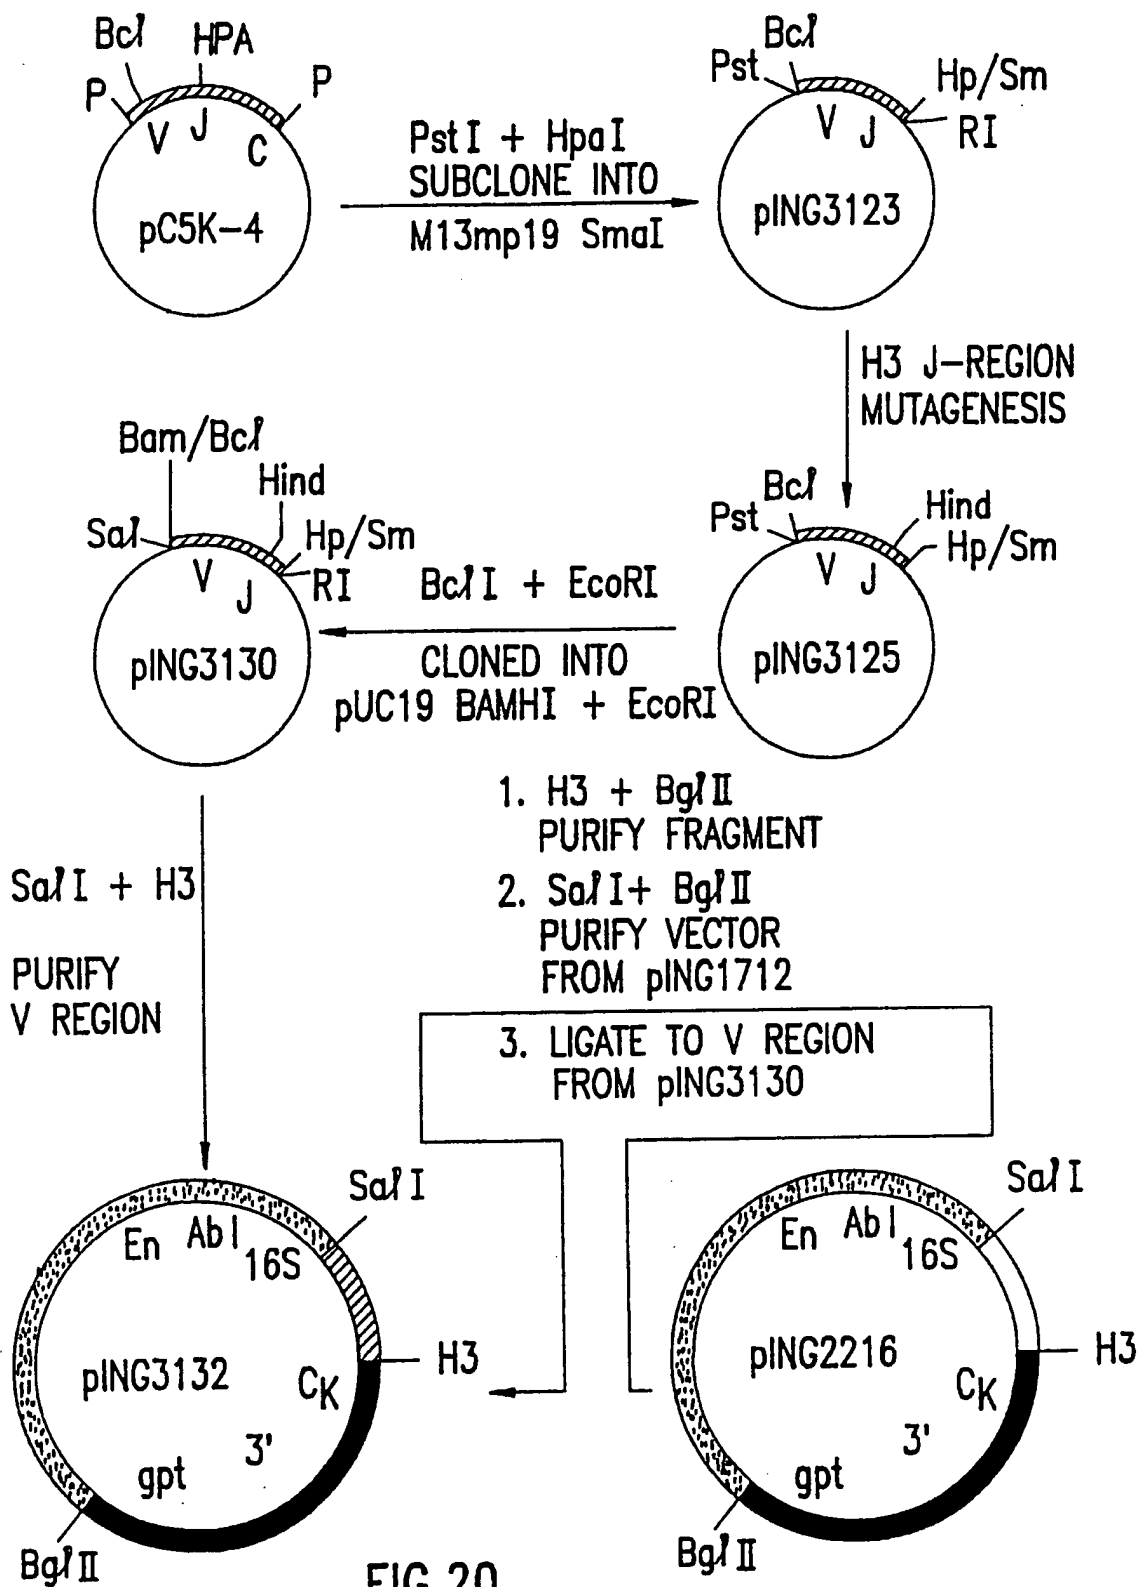 Bcl HPA
P P
V J C
pC5K-4
PstI + HpaI
SUBCLONE INTO
M13mp19 SmaI
Bcl
Pst Hp/Sm
V J RI
pING3123
H3 J-REGION
MUTAGENESIS
Bam/Bcl
Hind
Sal Hp/Sm
V J RI
pING3130
BclI + EcoRI
CLONED INTO
pUC19 BAMHI + EcoRI
Bcl Hind
Pst Hp/Sm
V J
pING3125
SalI + H3
PURIFY
V REGION
1. H3 + BglII
PURIFY FRAGMENT
2. SalI+ BglII
PURIFY VECTOR
FROM pING1712
3. LIGATE TO V REGION
FROM pING3130
SalI
En AbI 16S
H3
pING3132
CK
3'
gpt
BglII
SalI
En AbI 16S
H3
pING2216
CK
3'
gpt
BglII
FIG.20